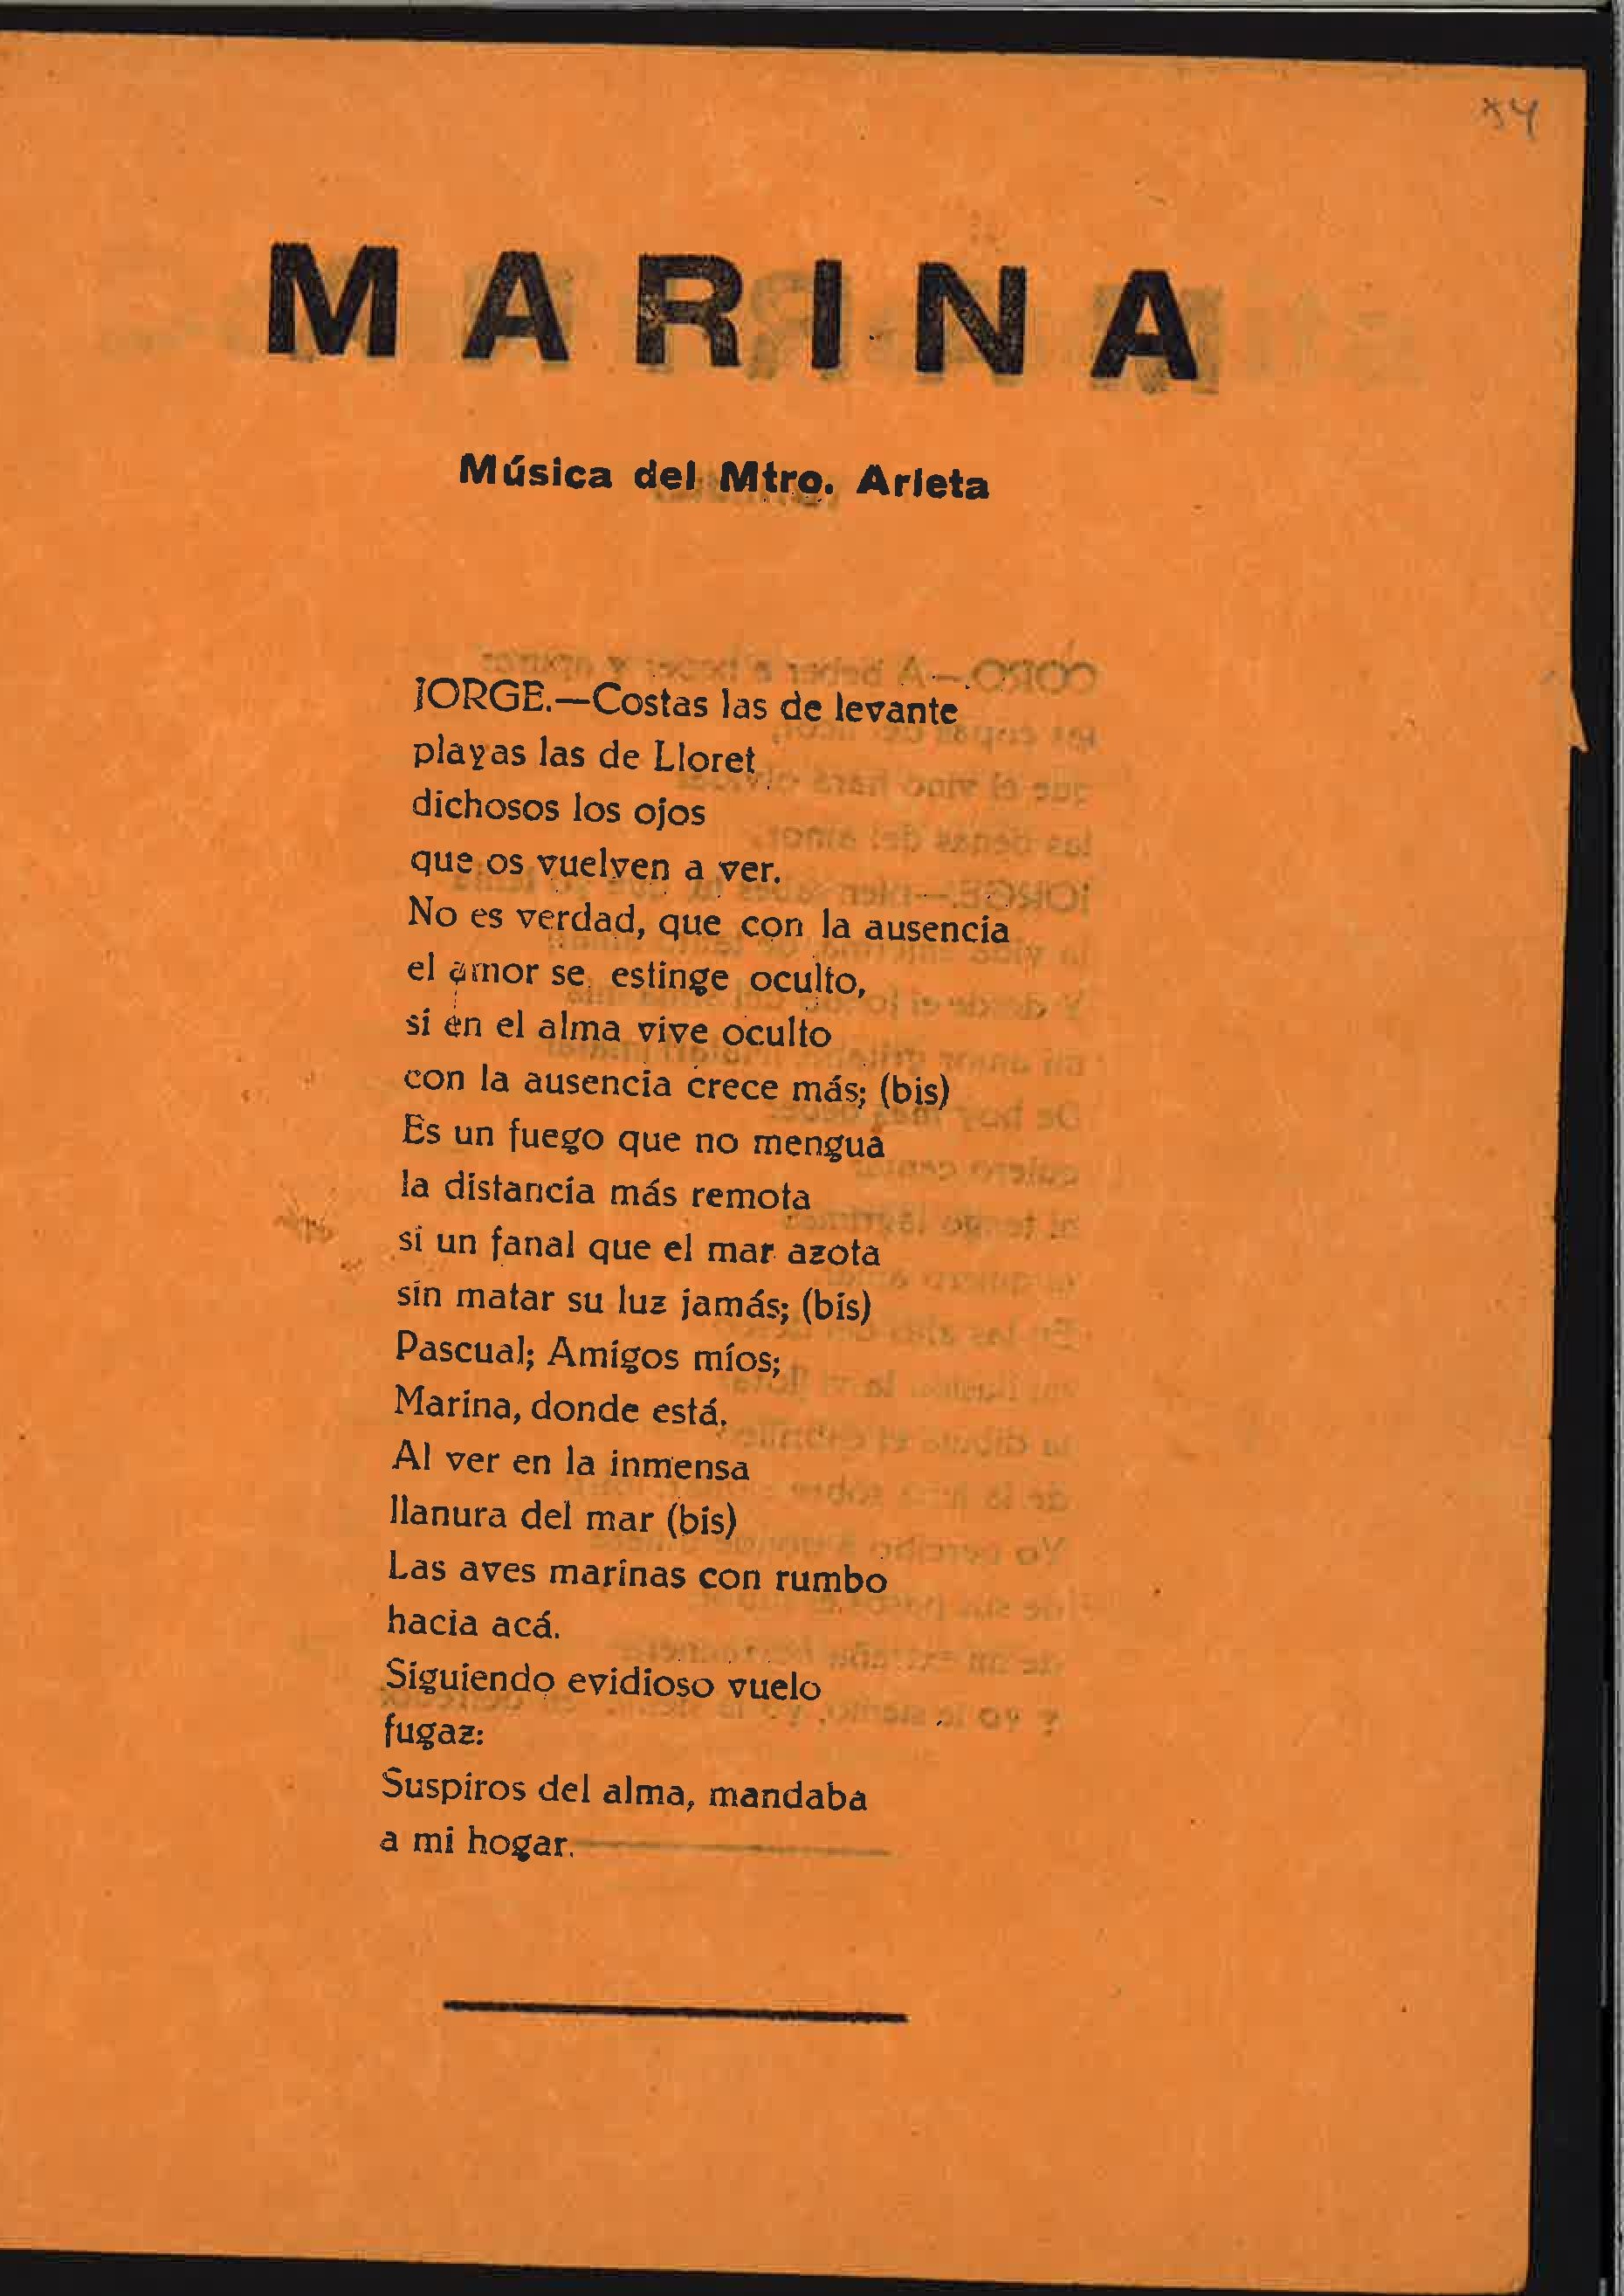 MARINA
Música del Mtro. Arleta
JORGE.—Costas las de levante
playas las de Lloret
dichosos los ojos
que os vuelven a ver.
No es verdad, que con la ausencia
el amor se estinge oculto,
si en el alma vive oculto
con la ausencia crece más; (bis)
Es un fuego que no mengua
la distancia más remota
si un fanal que el mar azota
sin matar su luz jamás; (bis)
Pascual; Amigos míos;
Marina, donde está.
Al ver en la inmensa
llanura del mar (bis)
Las aves marinas con rumbo
hacia acá.
Siguiendo evidioso vuelo
fugaz:
Suspiros del alma, mandaba
a mi hogar.